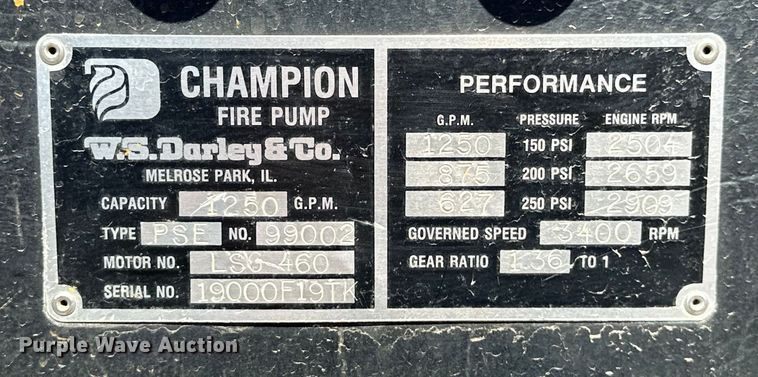 CHAMPION
FIRE PUMP
W.S. Darley & Co.
MELROSE PARK, IL.
CAPACITY 1250 G.P.M.
TYPE PSE NO. 99002
MOTOR NO. LSG-460
SERIAL NO. 19000F19TK
PERFORMANCE
G.P.M. PRESSURE ENGINE RPM
1250 150 PSI 2504
875 200 PSI 2659
627 250 PSI 2909
GOVERNED SPEED 3400 RPM
GEAR RATIO 1.36 TO 1
Purple Wave Auction